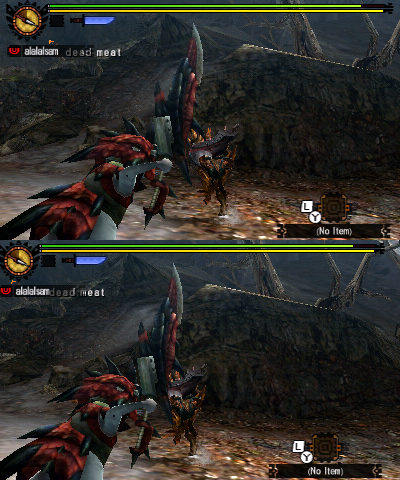 alalalsam dead meat
L
Y
(No Item)
alalalsam dead meat
L
Y
(No Item)